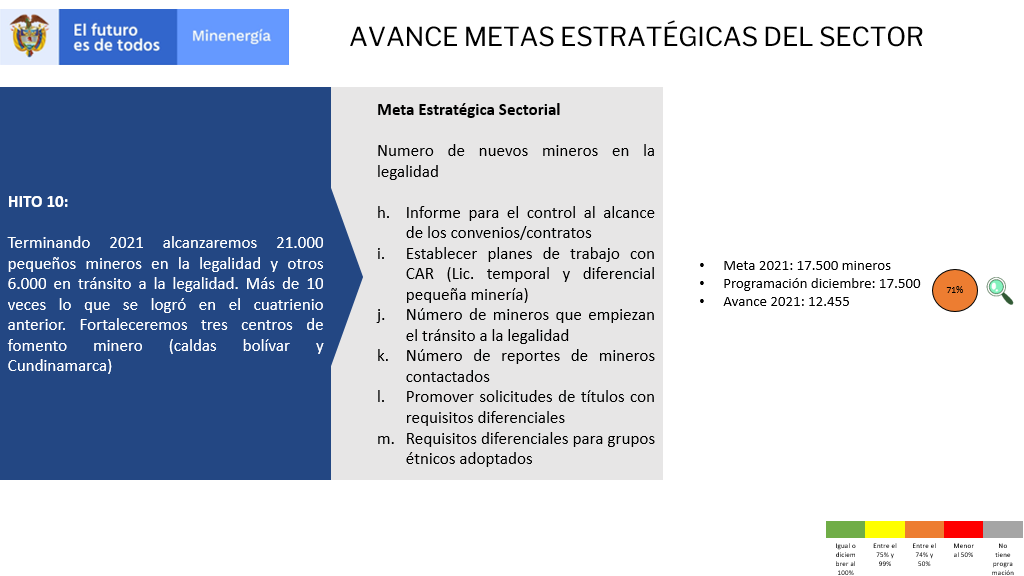 El futuro
es de todos
Minenergía
AVANCE METAS ESTRATÉGICAS DEL SECTOR
HITO 10:
Terminando 2021 alcanzaremos 21.000
pequeños mineros en la legalidad y otros
6.000 en tránsito a la legalidad. Más de 10
veces lo que se logró en el cuatrienio
anterior. Fortaleceremos tres centros de
fomento minero (caldas bolívar y
Cundinamarca)
Meta Estratégica Sectorial
Numero de nuevos mineros en la
legalidad
h. Informe para el control al alcance
de los convenios/contratos
i. Establecer planes de trabajo con
CAR (Lic. temporal y diferencial
pequeña minería)
j. Número de mineros que empiezan
el tránsito a la legalidad
k. Número de reportes de mineros
contactados
l. Promover solicitudes de títulos con
requisitos diferenciales
m. Requisitos diferenciales para grupos
étnicos adoptados
• Meta 2021: 17.500 mineros
• Programación diciembre: 17.500
• Avance 2021: 12.455
71%
Igual o
diciem
brer al
100%
Entre el
75% y
99%
Entre el
74% y
50%
Menor
al 50%
No
tiene
progra
mación